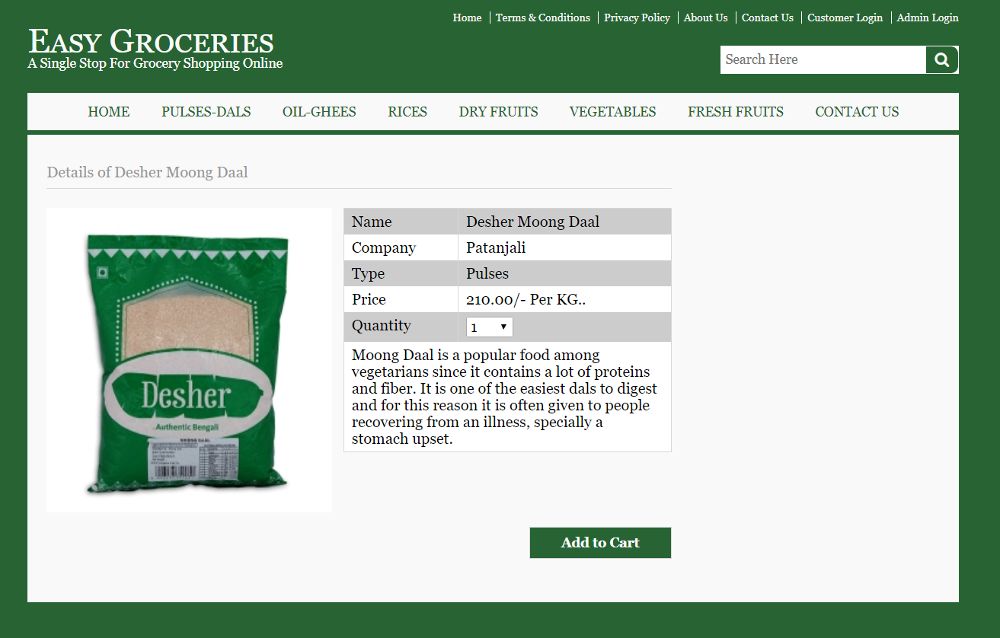 Home
Terms & Conditions
Privacy Policy
About Us
Contact Us
Customer Login
Admin Login
EASY GROCERIES
A Single Stop For Grocery Shopping Online
Search Here
HOME
PULSES-DALS
OIL-GHEES
RICES
DRY FRUITS
VEGETABLES
FRESH FRUITS
CONTACT US
Details of Desher Moong Daal
Desher
Authentic Bengali
MOONG DAAL
Name Desher Moong Daal
Company Patanjali
Type Pulses
Price 210.00/- Per KG..
Quantity 1
Moong Daal is a popular food among
vegetarians since it contains a lot of proteins
and fiber. It is one of the easiest dals to digest
and for this reason it is often given to people
recovering from an illness, specially a
stomach upset.
Add to Cart